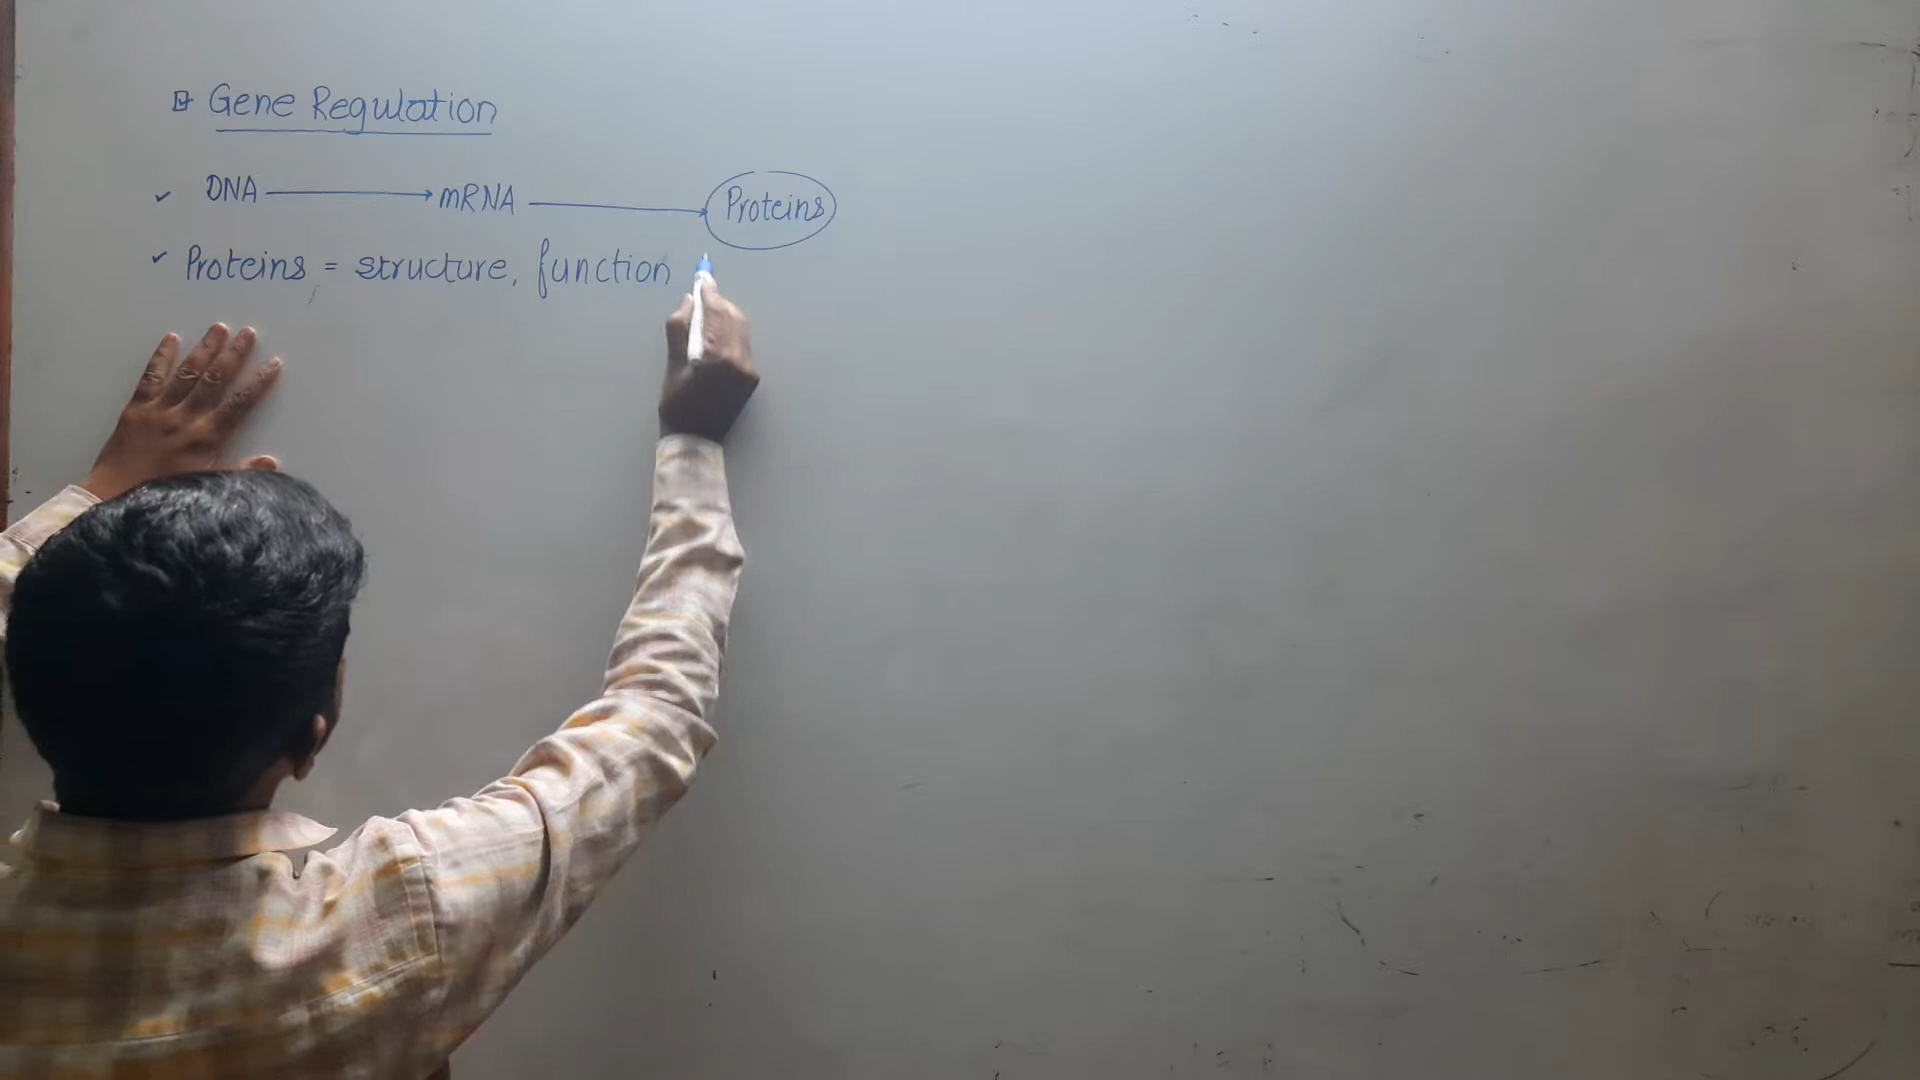 Gene Regulation
✓ DNA → mRNA → Proteins
✓ Proteins = structure, function